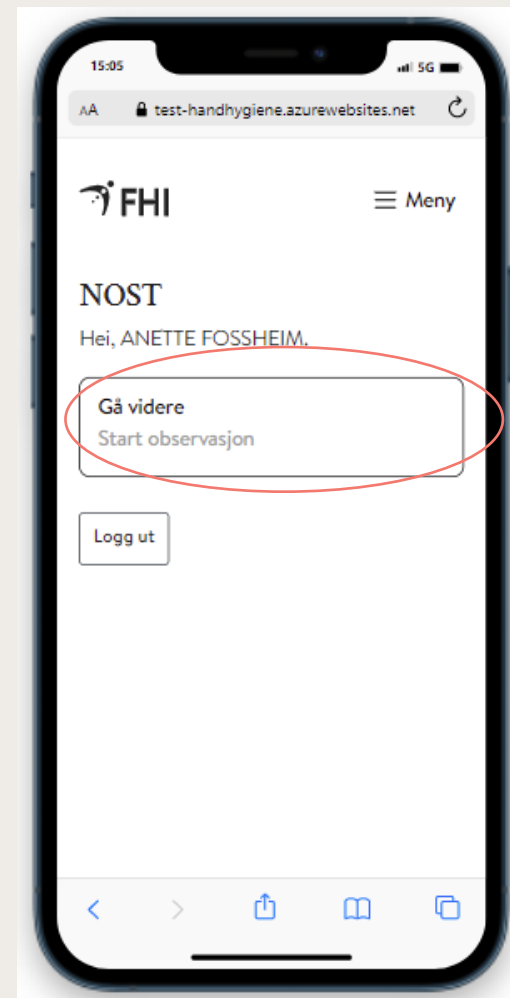 15:05
5G
AA test-handhygiene.azurewebsites.net
FHI
Meny
NOST
Hei, ANETTE FOSSHEIM.
Gå videre
Start observasjon
Logg ut